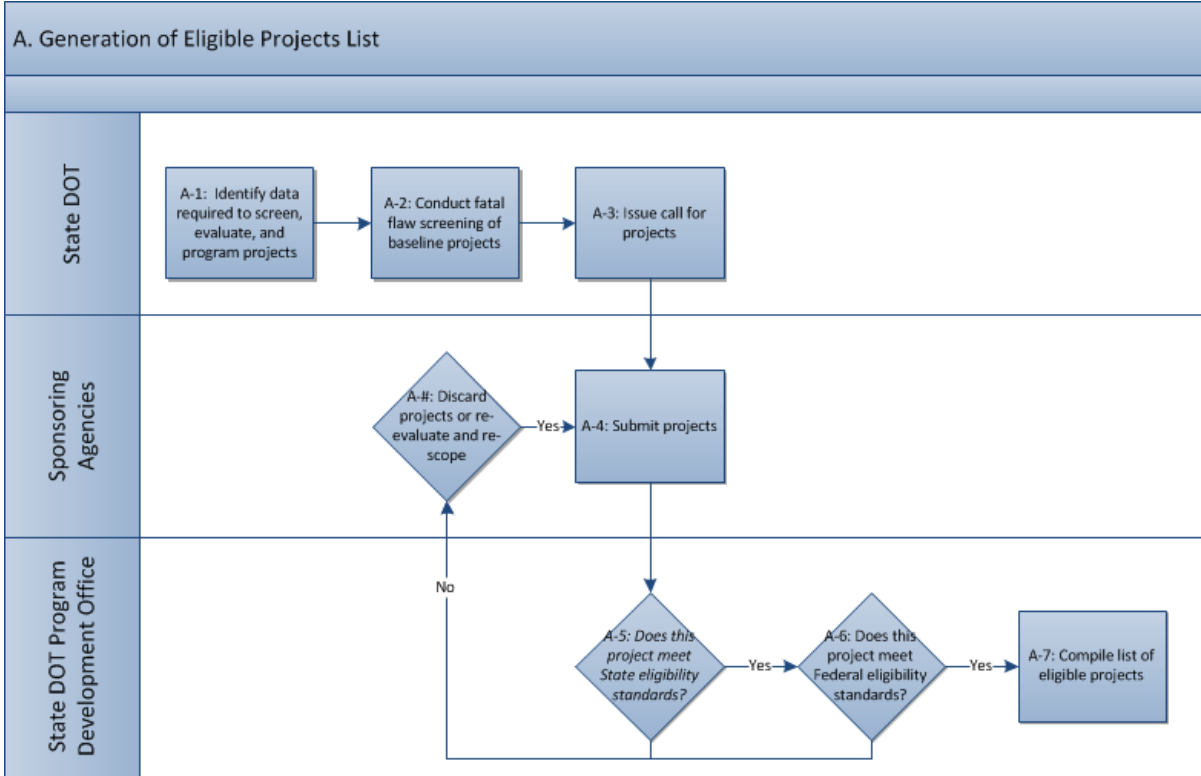 A. Generation of Eligible Projects List
State DOT
A-1: Identify data
required to screen,
evaluate, and
program projects
A-2: Conduct fatal
flaw screening of
baseline projects
A-3: Issue call for
projects
Sponsoring
Agencies
A-#: Discard
projects or re-
evaluate and re-
scope
Yes
A-4: Submit projects
State DOT Program
Development Office
No
A-5: Does this
project meet
State eligibility
standards?
Yes
A-6: Does this
project meet
Federal eligibility
standards?
Yes
A-7: Compile list of
eligible projects